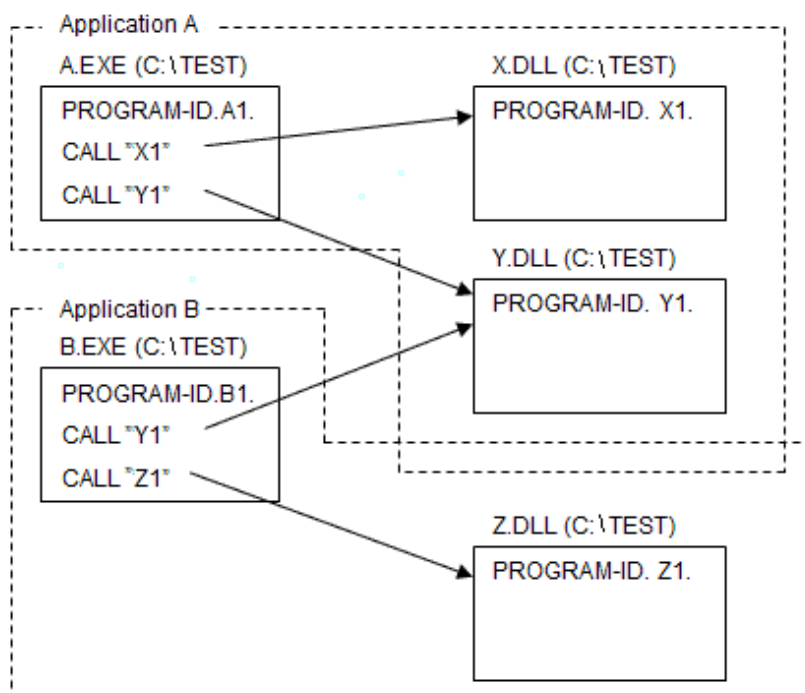 Application A
A.EXE (C:\TEST)
PROGRAM-ID.A1.
CALL "X1"
CALL "Y1"
X.DLL (C:\TEST)
PROGRAM-ID. X1.
Y.DLL (C:\TEST)
PROGRAM-ID. Y1.
Application B
B.EXE (C:\TEST)
PROGRAM-ID.B1.
CALL "Y1"
CALL "Z1"
Z.DLL (C:\TEST)
PROGRAM-ID. Z1.